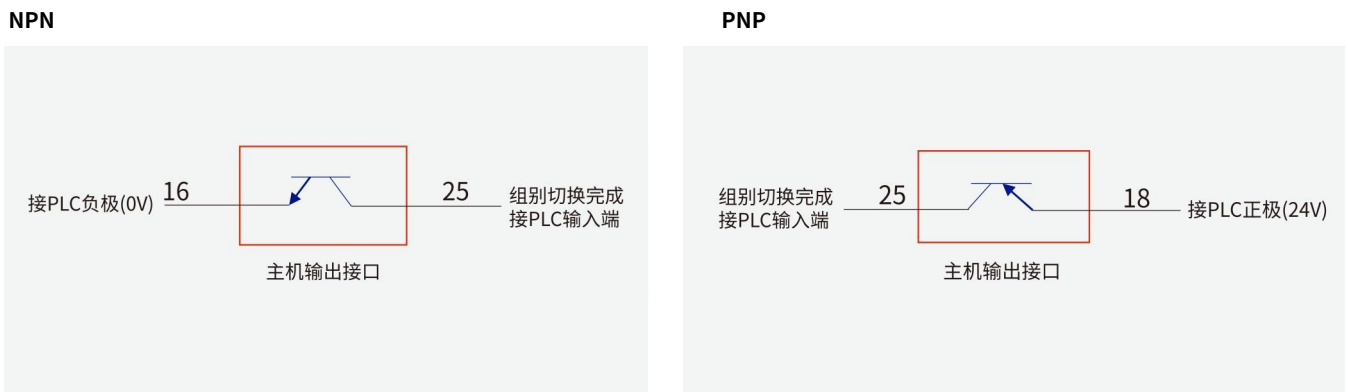 NPN
接PLC负极(0V)
16
25
组别切换完成
接PLC输入端
主机输出接口
PNP
组别切换完成
接PLC输入端
25
18
接PLC正极(24V)
主机输出接口